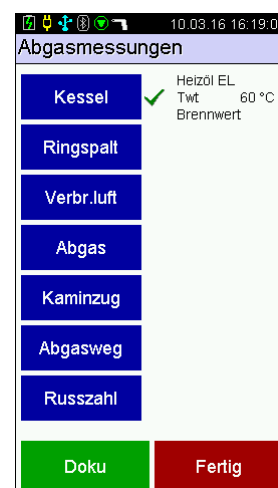 10.03.16 16:19:0
Abgasmessungen
Kessel
Heizöl EL
Twt 60 °C
Brennwert
Ringspalt
Verbr.luft
Abgas
Kaminzug
Abgasweg
Russzahl
Doku
Fertig